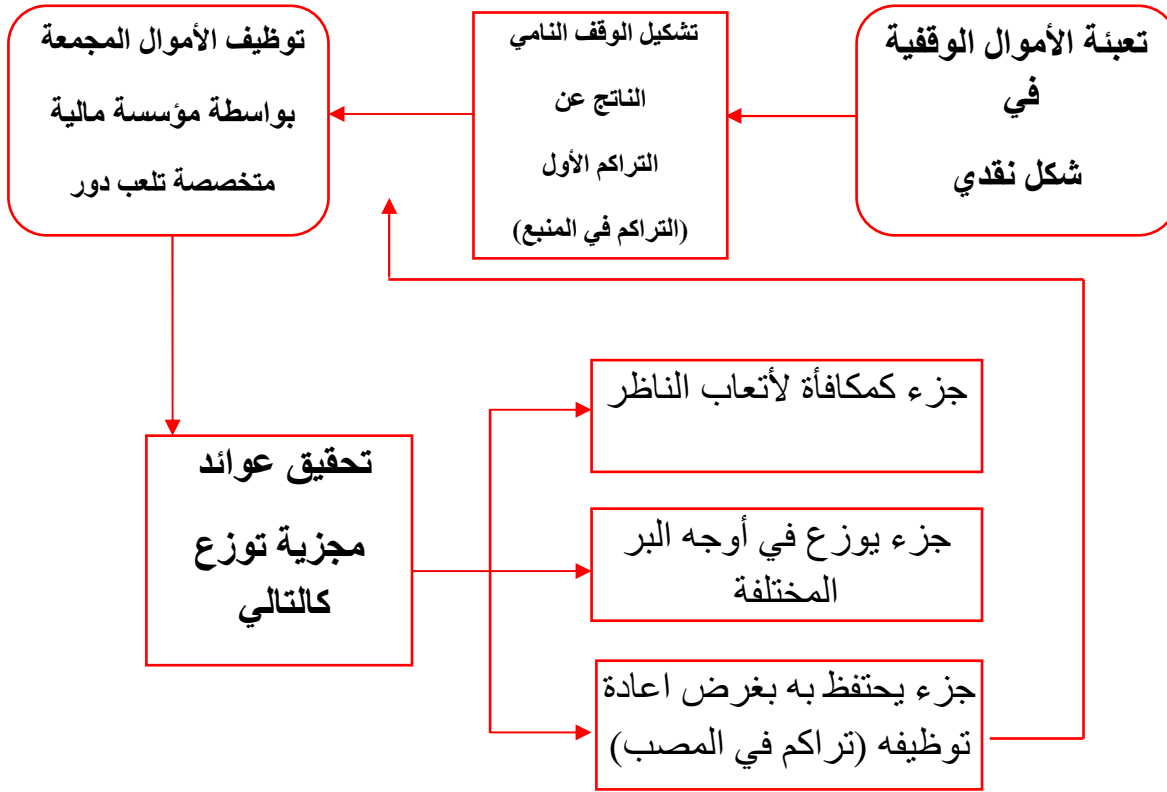 تعبئة الأموال الوقفية
في
شكل نقدي
تشكيل الوقف النامي
الناتج عن
التراكم الأول
(التراكم في المنبع)
توظيف الأموال المجمعة
بواسطة مؤسسة مالية
متخصصة تلعب دور
تحقيق عوائد
مجزية توزع
كالتالي
جزء كمكافأة لأتعاب الناظر
جزء يوزع في أوجه البر
المختلفة
جزء يحتفظ به بغرض اعادة
توظيفه (تراكم في المصب)